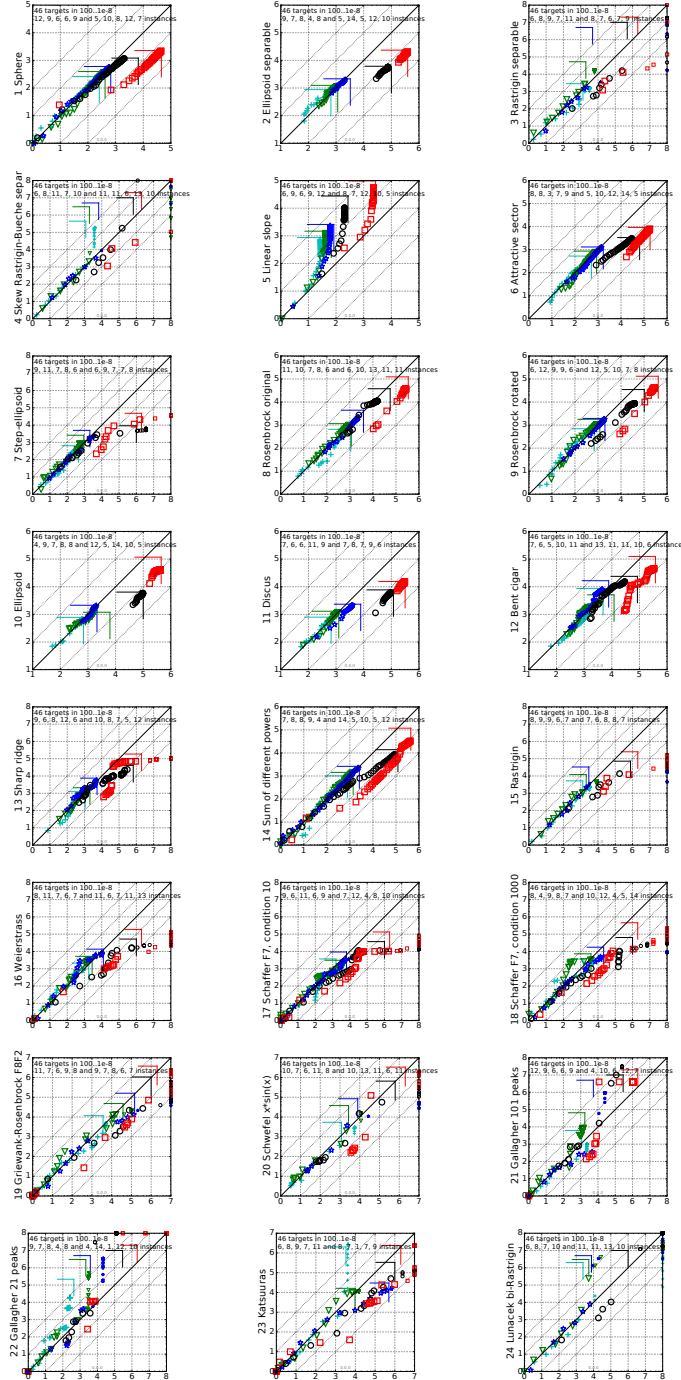 46 targets in 100..1e-8
12, 9, 6, 6, 9 and 5, 10, 8, 12, 7 instances
1 Sphere
46 targets in 100..1e-8
9, 7, 8, 4, 8 and 5, 14, 5, 12, 10 instances
2 Ellipsoid separable
46 targets in 100..1e-8
6, 8, 9, 7, 11 and 8, 7, 6, 7, 9 instances
3 Rastrigin separable
46 targets in 100..1e-8
6, 8, 11, 7, 10 and 11, 11, 6, 13, 10 instances
4 Skew Rastrigin-Bueche separ
46 targets in 100..1e-8
6, 9, 6, 9, 12 and 8, 7, 12, 10, 5 instances
5 Linear slope
46 targets in 100..1e-8
8, 8, 3, 7, 9 and 5, 10, 12, 14, 5 instances
6 Attractive sector
46 targets in 100..1e-8
9, 11, 7, 8, 6 and 6, 9, 7, 7, 8 instances
7 Step-ellipsoid
46 targets in 100..1e-8
11, 10, 7, 8, 6 and 6, 10, 13, 11, 11 instances
8 Rosenbrock original
46 targets in 100..1e-8
6, 12, 9, 9, 6 and 12, 5, 10, 7, 8 instances
9 Rosenbrock rotated
46 targets in 100..1e-8
4, 9, 7, 8, 8 and 12, 5, 14, 10, 5 instances
10 Ellipsoid
46 targets in 100..1e-8
7, 6, 6, 11, 9 and 7, 8, 7, 9, 6 instances
11 Discus
46 targets in 100..1e-8
7, 6, 5, 10, 11 and 13, 11, 11, 10, 6 instances
12 Bent cigar
46 targets in 100..1e-8
9, 6, 8, 12, 6 and 10, 8, 7, 5, 12 instances
13 Sharp ridge
46 targets in 100..1e-8
7, 8, 8, 9, 4 and 14, 5, 10, 5, 12 instances
14 Sum of different powers
46 targets in 100..1e-8
8, 9, 9, 6, 7 and 7, 6, 8, 8, 7 instances
15 Rastrigin
46 targets in 100..1e-8
8, 11, 7, 6, 7 and 11, 6, 7, 11, 13 instances
16 Weierstrass
46 targets in 100..1e-8
9, 6, 11, 6, 9 and 7, 12, 4, 8, 10 instances
17 Schaffer F7, condition 10
46 targets in 100..1e-8
8, 4, 9, 8, 7 and 10, 12, 4, 5, 14 instances
18 Schaffer F7, condition 1000
46 targets in 100..1e-8
11, 7, 6, 9, 8 and 9, 7, 8, 6, 7 instances
19 Griewank-Rosenbrock F8F2
46 targets in 100..1e-8
10, 7, 6, 11, 8 and 10, 13, 11, 6, 11 instances
20 Schwefel x*sin(x)
46 targets in 100..1e-8
12, 9, 6, 6, 9 and 4, 10, 6, 12, 7 instances
21 Gallagher 101 peaks
46 targets in 100..1e-8
9, 7, 8, 4, 8 and 4, 14, 1, 12, 10 instances
22 Gallagher 21 peaks
46 targets in 100..1e-8
6, 8, 9, 7, 11 and 8, 7, 1, 7, 9 instances
23 Katsuuras
46 targets in 100..1e-8
6, 8, 7, 10 and 11, 11, 13, 10 instances
24 Lunacek bi-Rastrigin